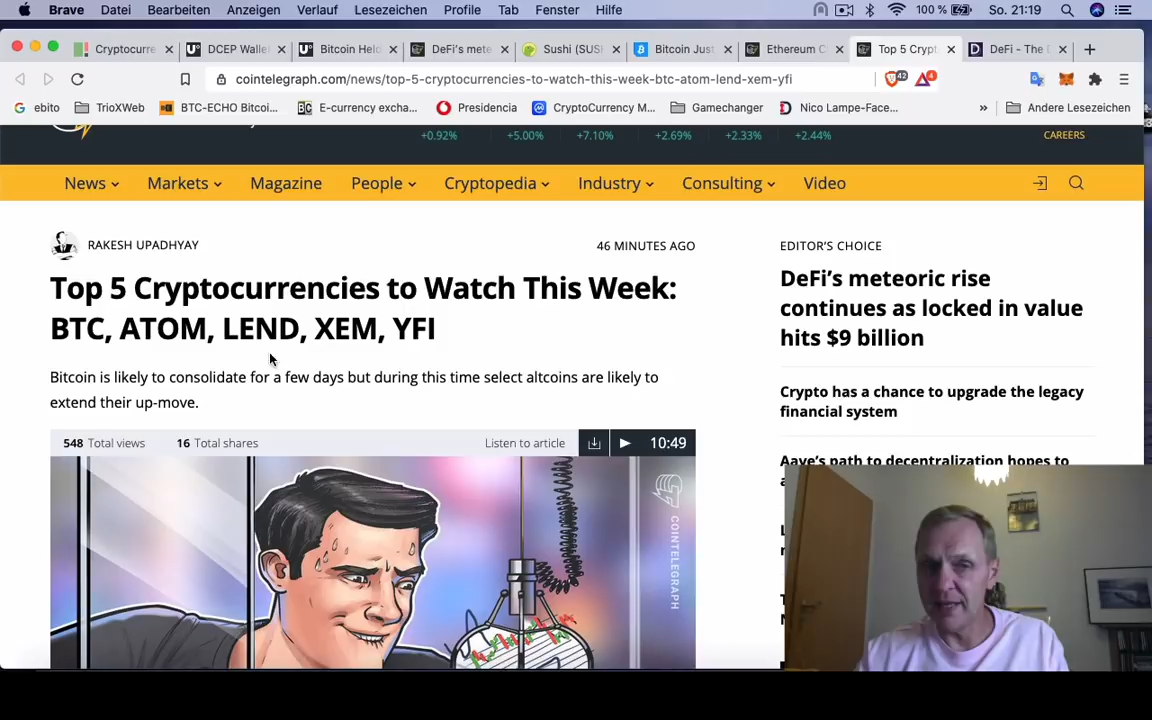 Brave Datei Bearbeiten Anzeigen Verlauf Lesezeichen Profile Tab Fenster Hilfe 100 % So. 21:19
Cryptocurre DCEP Walle Bitcoin Helo DeFi's mete Sushi (SUS Bitcoin Just Ethereum C Top 5 Crypt DeFi - The D
cointelegraph.com/news/top-5-cryptocurrencies-to-watch-this-week-btc-atom-lend-xem-yfi 42 4
ebito TrioXWeb BTC-ECHO Bitcoi... E-currency excha... Presidencia CryptoCurrency M... Gamechanger Nico Lampe-Face... » Andere Lesezeichen
+0.92% +5.00% +7.10% +2.69% +2.33% +2.44% CAREERS
News Markets Magazine People Cryptopedia Industry Consulting Video
RAKESH UPADHYAY 46 MINUTES AGO
Top 5 Cryptocurrencies to Watch This Week:
BTC, ATOM, LEND, XEM, YFI
Bitcoin is likely to consolidate for a few days but during this time select altcoins are likely to
extend their up-move.
548 Total views 16 Total shares Listen to article 10:49
COINTELEGRAPH
EDITOR'S CHOICE
DeFi's meteoric rise
continues as locked in value
hits $9 billion
Crypto has a chance to upgrade the legacy
financial system
Aave's path to decentralization hopes to